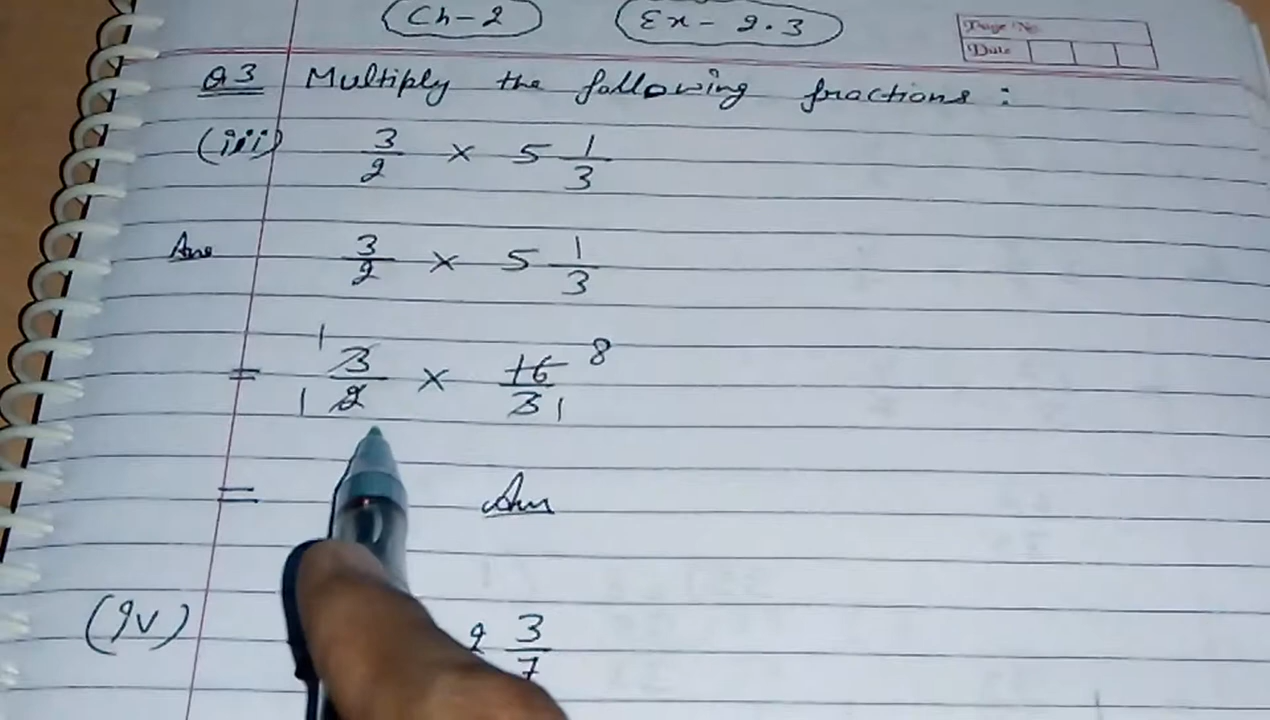 Ch-2 Ex-2.3
Page No.
Date
Q3 Multiply the following fractions:
(iii) 3/2 × 5 1/3
Ans 3/2 × 5 1/3
= 1 3/2 1 × 16/3 8 1
= Ans
(iv) 2 3/7